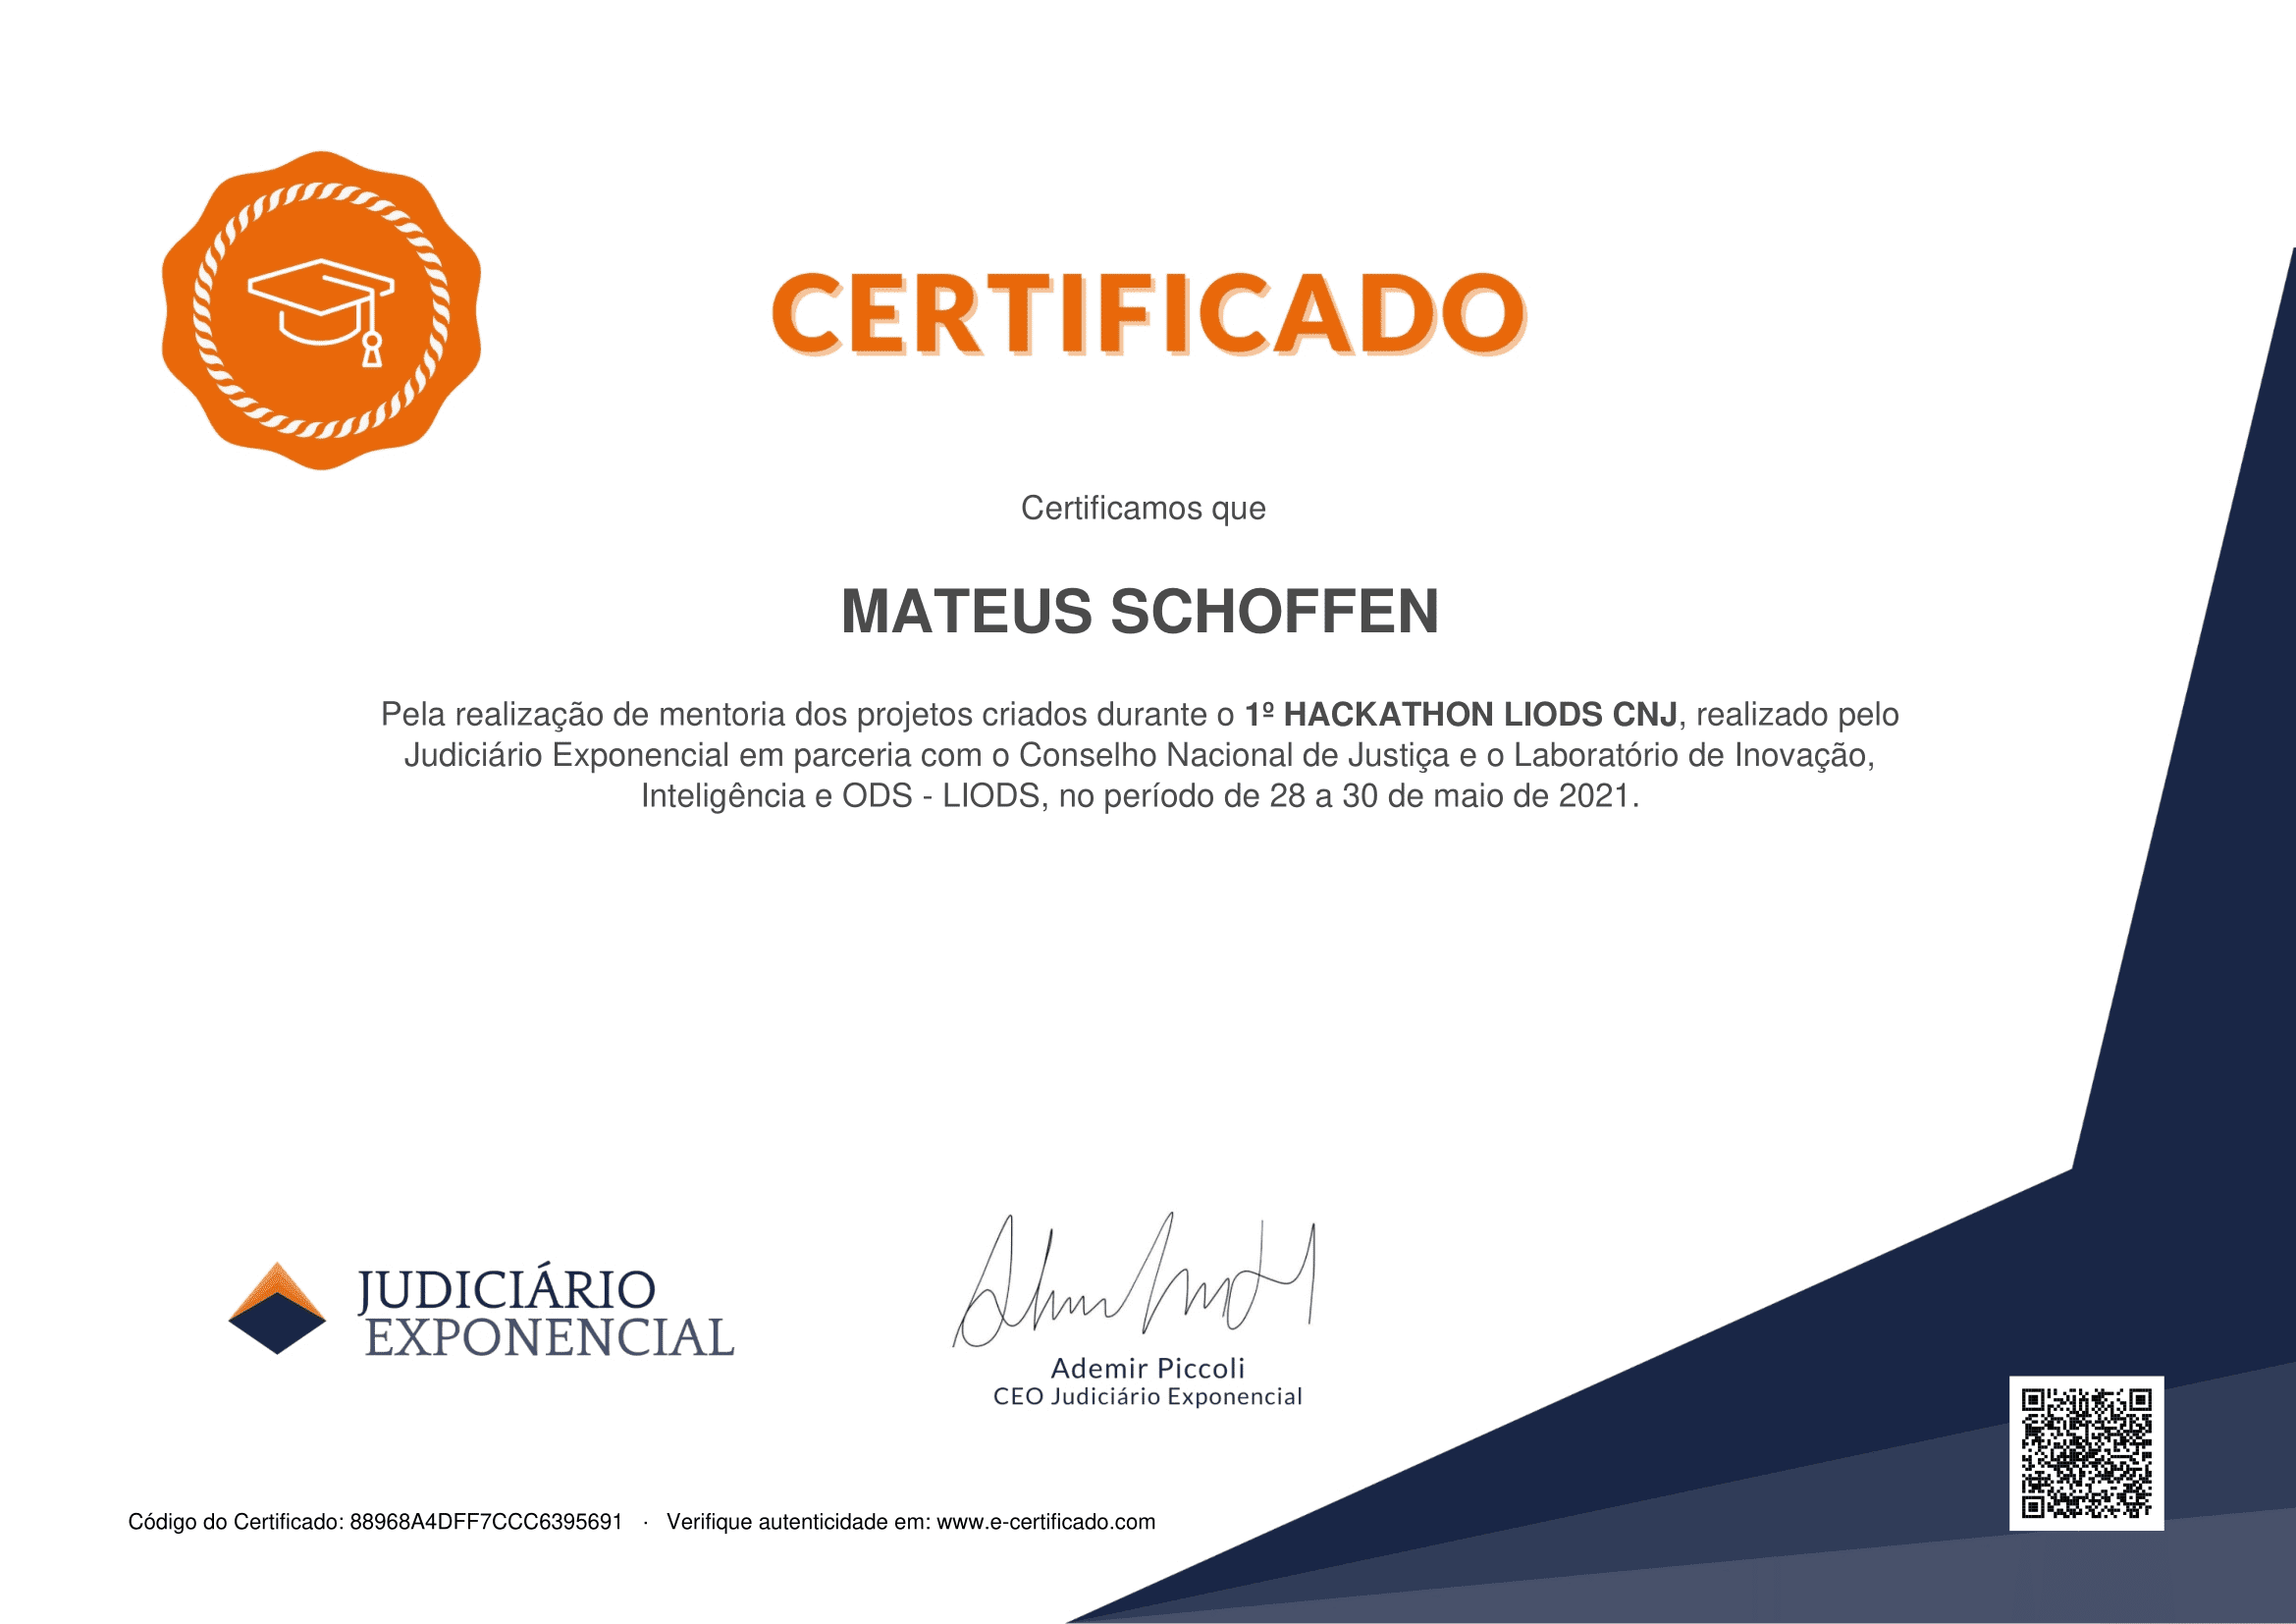 CERTIFICADO
Certificamos que
MATEUS SCHOFFEN
Pela realização de mentoria dos projetos criados durante o 1º HACKATHON LIODS CNJ, realizado pelo
Judiciário Exponencial em parceria com o Conselho Nacional de Justiça e o Laboratório de Inovação,
Inteligência e ODS - LIODS, no período de 28 a 30 de maio de 2021.
JUDICIÁRIO
EXPONENCIAL
Ademir Piccoli
CEO Judiciário Exponencial
Código do Certificado: 88968A4DFF7CCC6395691 · Verifique autenticidade em: www.e-certificado.com